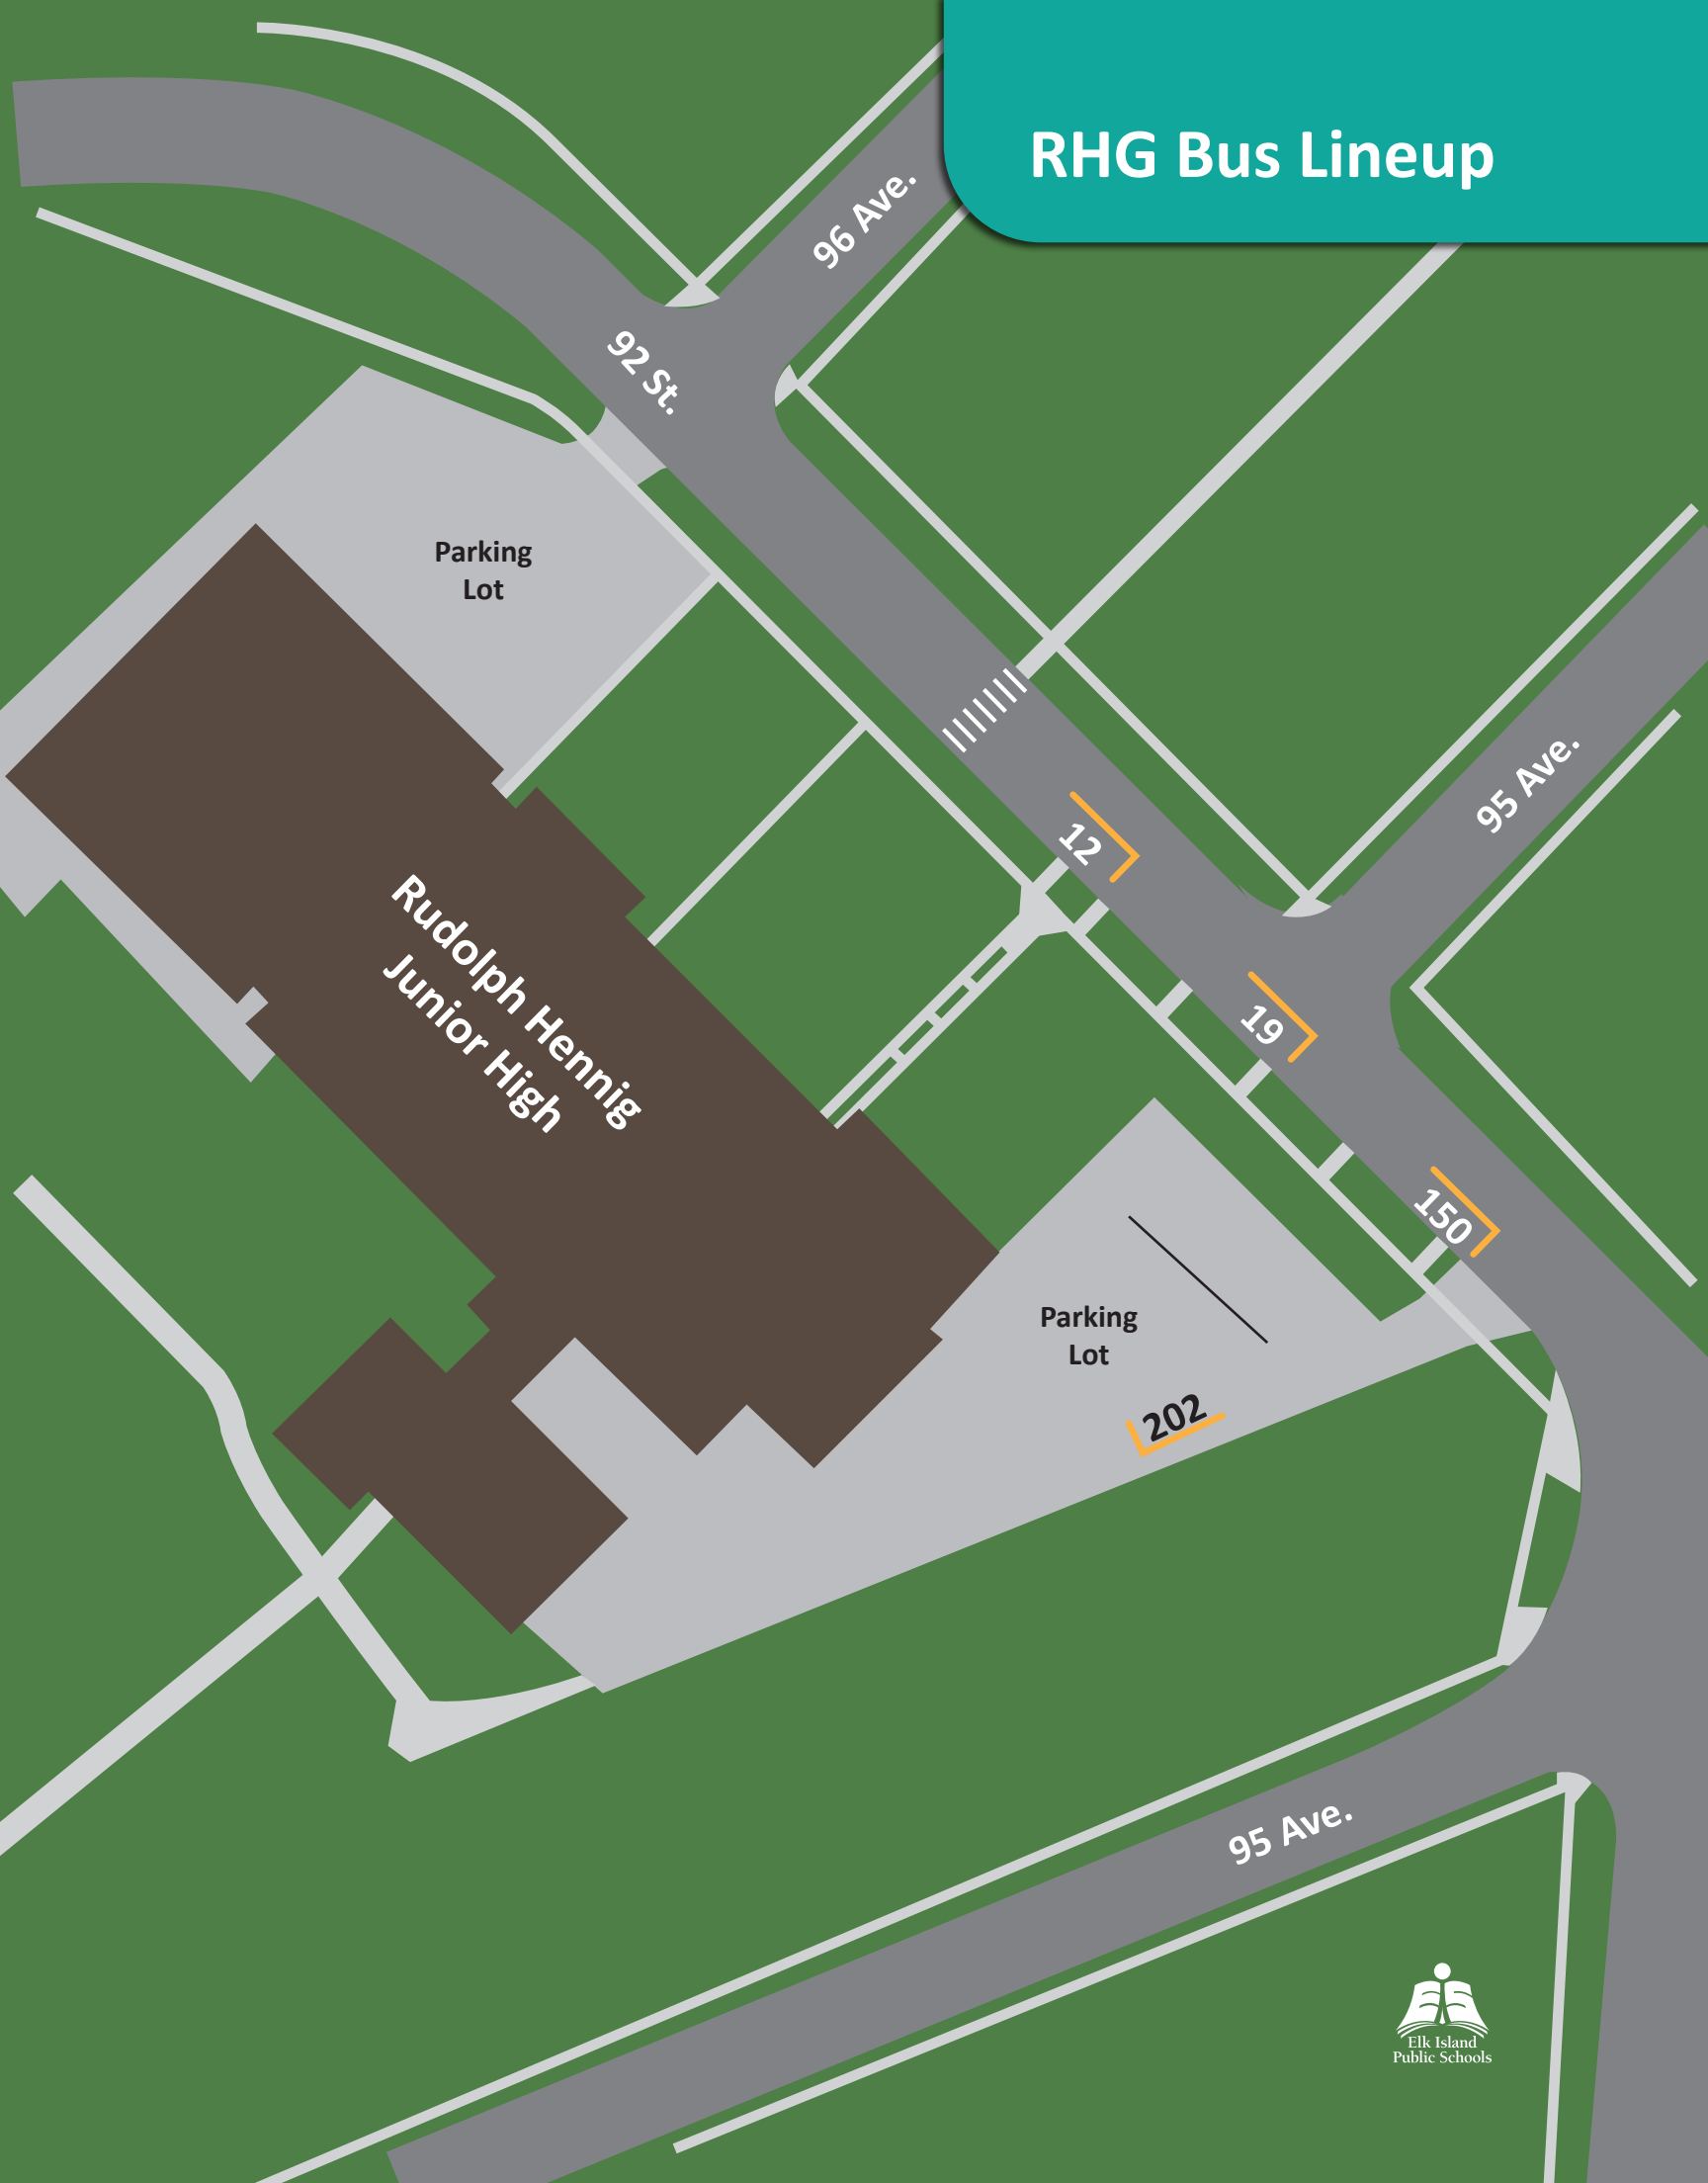 RHG Bus Lineup
96 Ave.
92 St.
Parking
Lot
95 Ave.
12
Rudolph Hennig
Junior High
19
150
Parking
Lot
202
95 Ave.
Elk Island
Public Schools